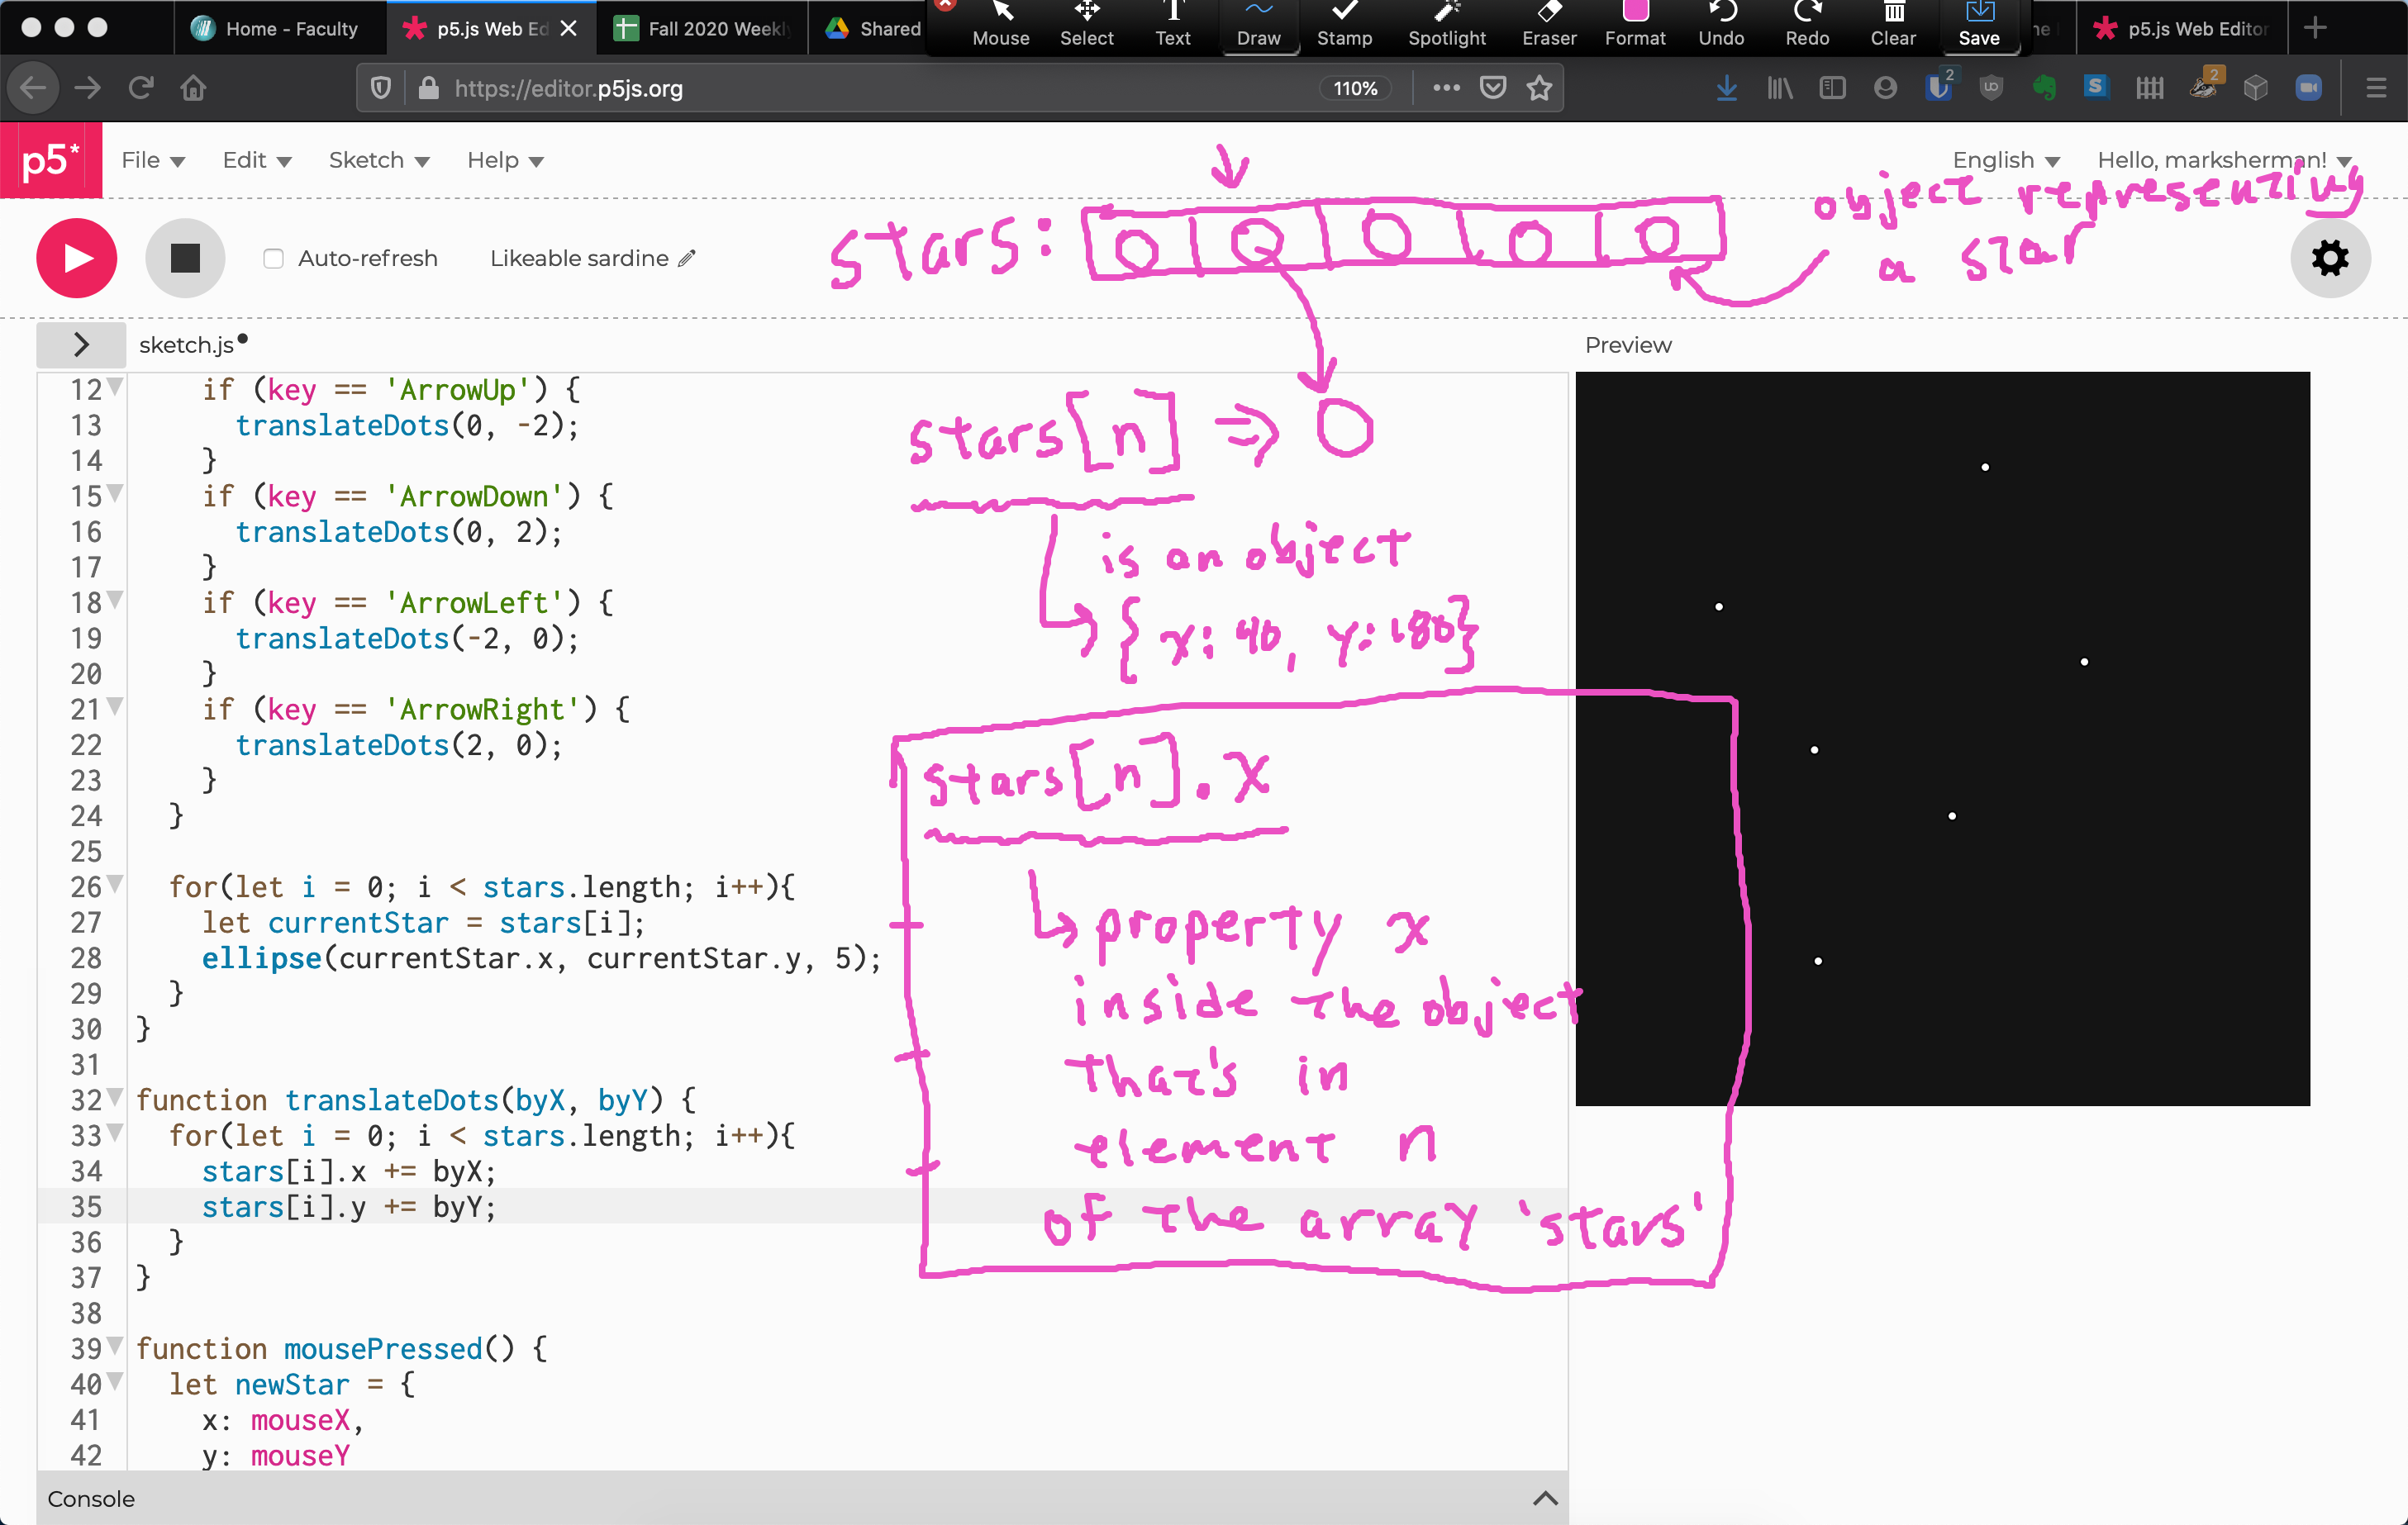 Home - Faculty
p5.js Web Ed
Fall 2020 Weekly
Shared
Mouse
Select
Text
Draw
Stamp
Spotlight
Eraser
Format
Undo
Redo
Clear
Save
p5.js Web Editor
https://editor.p5js.org
110%
2
2
p5*
File
Edit
Sketch
Help
English
Hello, marksherman!
Auto-refresh
Likeable sardine
stars:
object representing
a star
sketch.js
Preview
12 if (key == 'ArrowUp') {
13 translateDots(0, -2);
14 }
15 if (key == 'ArrowDown') {
16 translateDots(0, 2);
17 }
18 if (key == 'ArrowLeft') {
19 translateDots(-2, 0);
20 }
21 if (key == 'ArrowRight') {
22 translateDots(2, 0);
23 }
24 }
25
26 for(let i = 0; i < stars.length; i++){
27 let currentStar = stars[i];
28 ellipse(currentStar.x, currentStar.y, 5);
29 }
30 }
31
32 function translateDots(byX, byY) {
33 for(let i = 0; i < stars.length; i++){
34 stars[i].x += byX;
35 stars[i].y += byY;
36 }
37 }
38
39 function mousePressed() {
40 let newStar = {
41 x: mouseX,
42 y: mouseY
stars[n] ⇒ O
is an object
{ x: 40, y: 180}
stars[n].x
property x
inside the object
that's in
element n
of the array 'stars'
Console